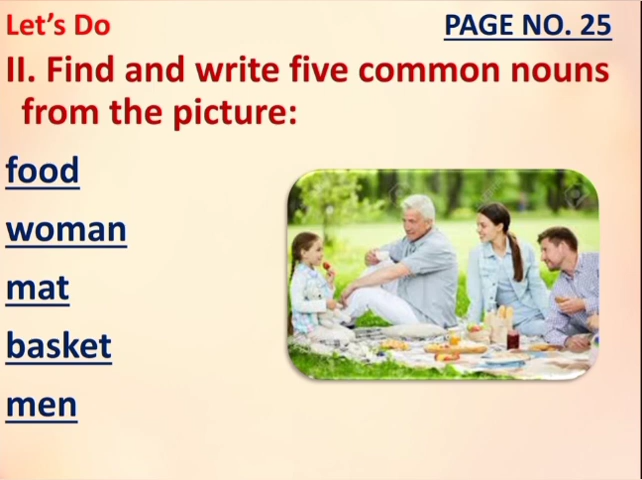 Let's Do PAGE NO. 25
II. Find and write five common nouns
from the picture:
food
woman
mat
basket
men